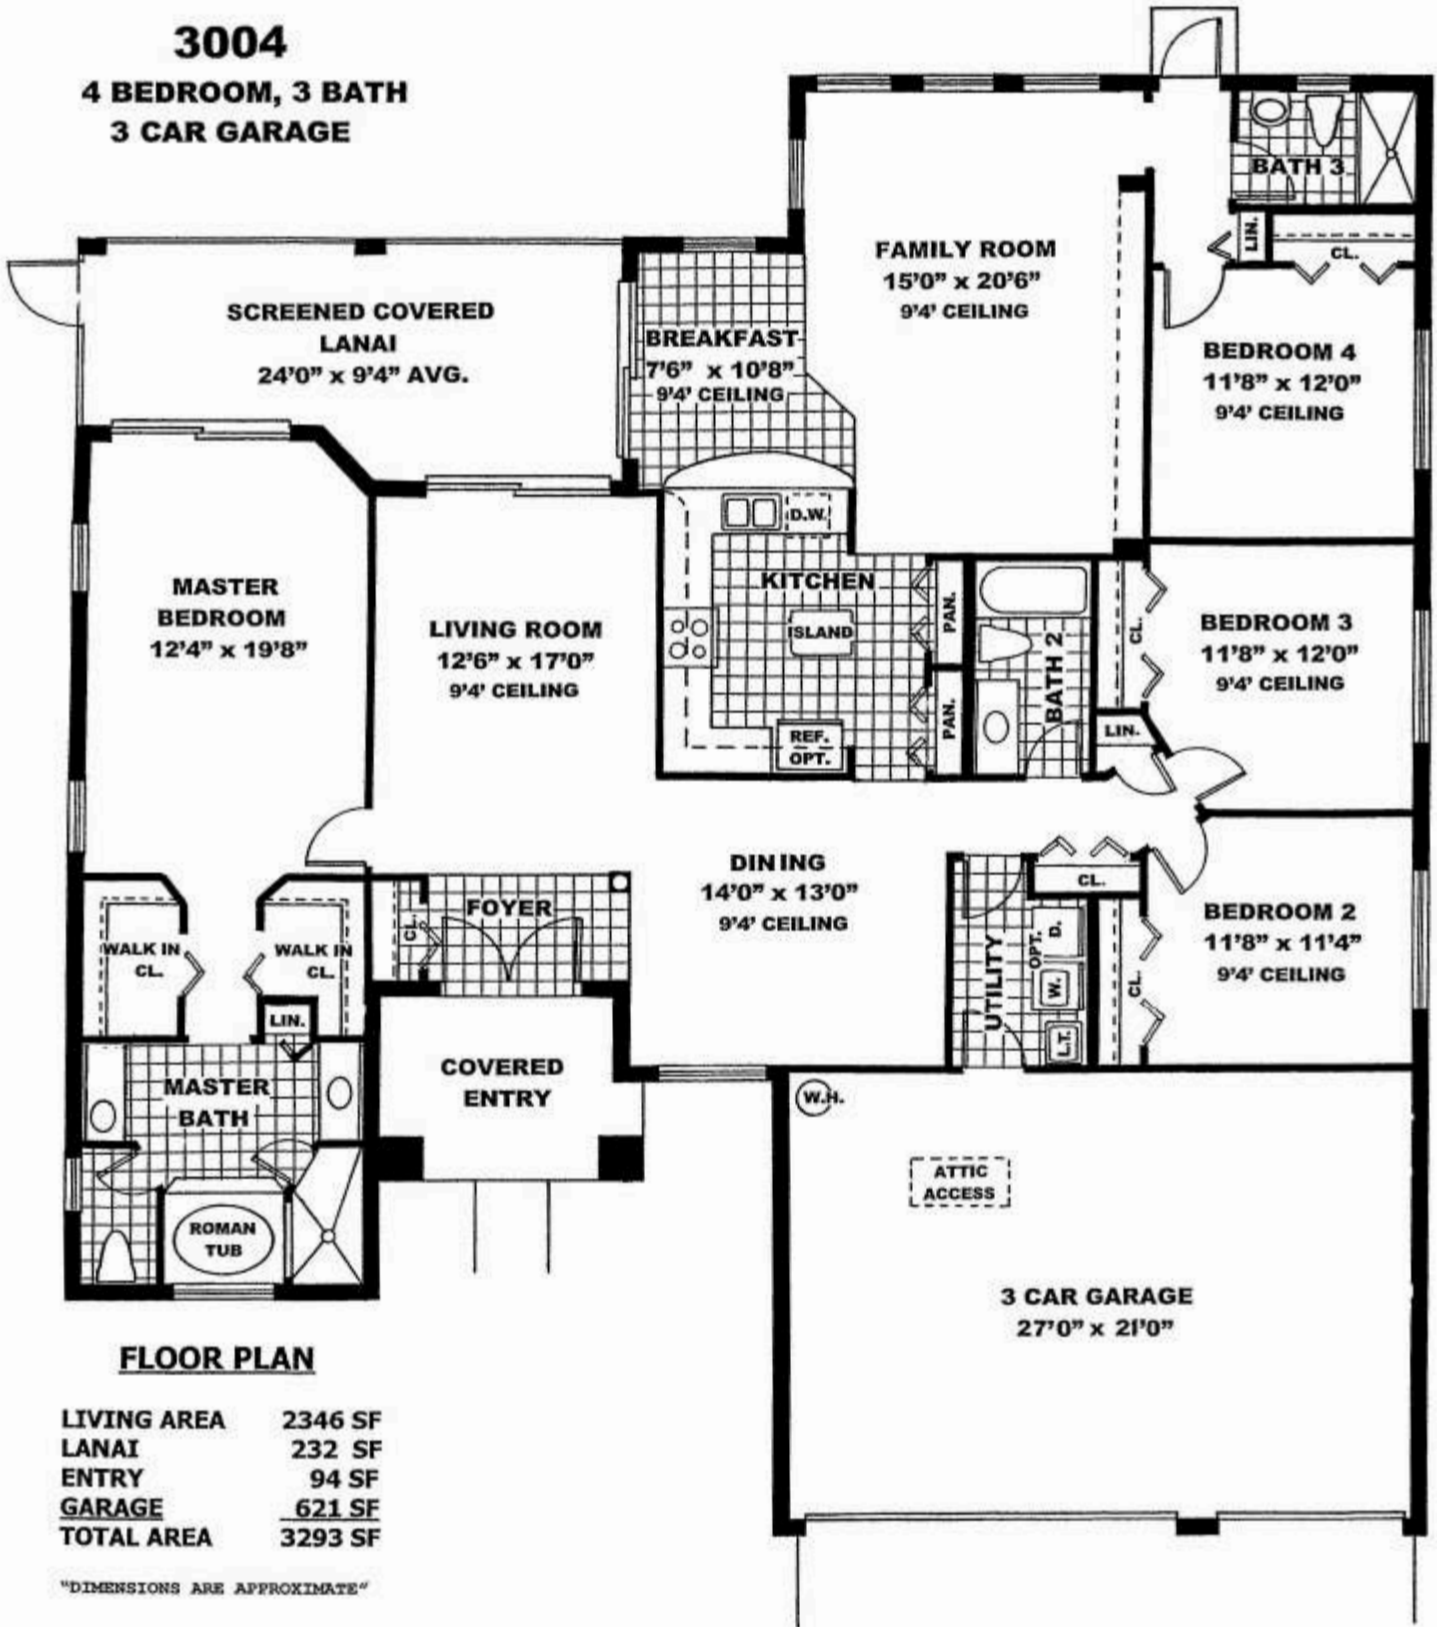 3004
4 BEDROOM, 3 BATH
3 CAR GARAGE
BATH 3
LIN.
CL.
FAMILY ROOM
15'0" x 20'6"
9'4' CEILING
SCREENED COVERED
LANAI
24'0" x 9'4" AVG.
BREAKFAST
7'6" x 10'8"
9'4' CEILING
BEDROOM 4
11'8" x 12'0"
9'4' CEILING
D.W.
KITCHEN
ISLAND
PAN.
PAN.
REF.
OPT.
BATH 2
CL.
LIN.
BEDROOM 3
11'8" x 12'0"
9'4' CEILING
MASTER
BEDROOM
12'4" x 19'8"
LIVING ROOM
12'6" x 17'0"
9'4' CEILING
DINING
14'0" x 13'0"
9'4' CEILING
CL.
BEDROOM 2
11'8" x 11'4"
9'4' CEILING
CL.
UTILITY
OPT.
D.
W.
L.T.
FOYER
CL.
WALK IN
CL.
WALK IN
CL.
LIN.
MASTER
BATH
COVERED
ENTRY
ROMAN
TUB
W.H.
ATTIC
ACCESS
3 CAR GARAGE
27'0" x 21'0"
FLOOR PLAN
LIVING AREA 2346 SF
LANAI 232 SF
ENTRY 94 SF
GARAGE 621 SF
TOTAL AREA 3293 SF
"DIMENSIONS ARE APPROXIMATE"